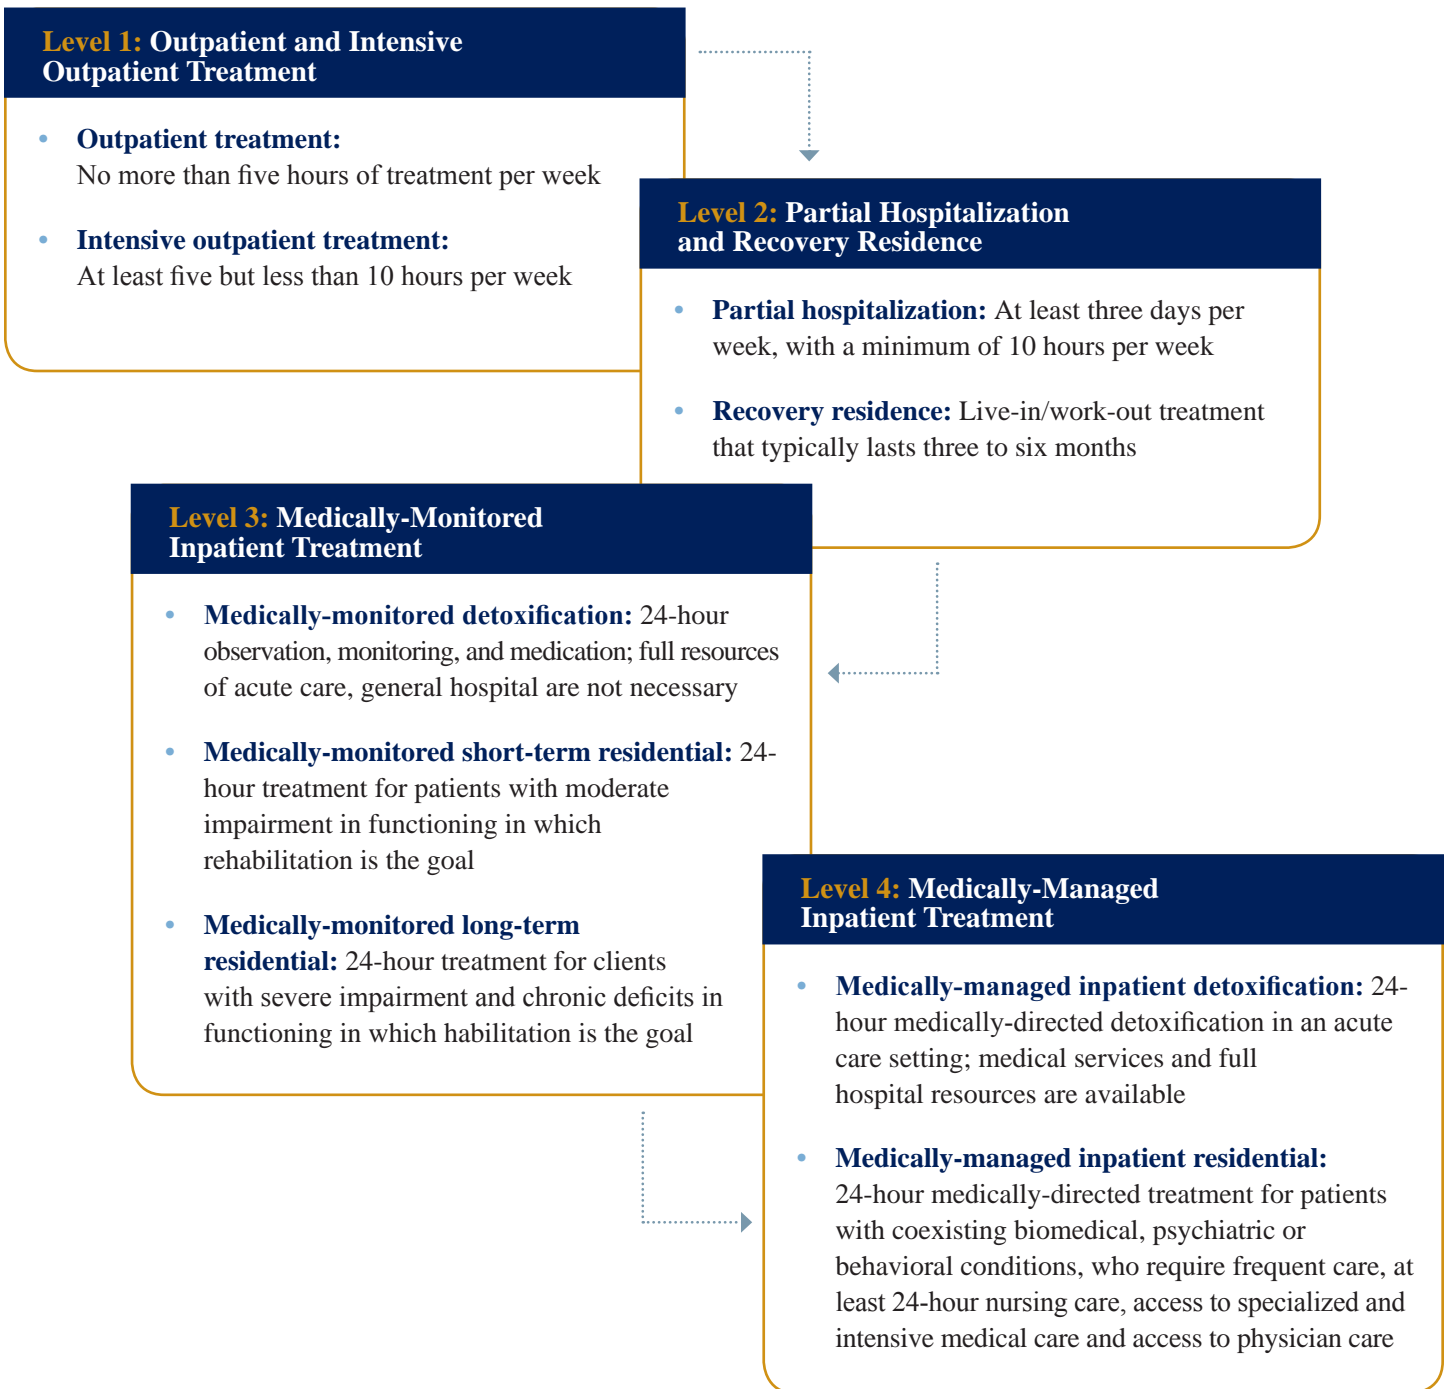 Level 1: Outpatient and Intensive
Outpatient Treatment
• Outpatient treatment:
No more than five hours of treatment per week
• Intensive outpatient treatment:
At least five but less than 10 hours per week
Level 2: Partial Hospitalization
and Recovery Residence
• Partial hospitalization: At least three days per
week, with a minimum of 10 hours per week
• Recovery residence: Live-in/work-out treatment
that typically lasts three to six months
Level 3: Medically-Monitored
Inpatient Treatment
• Medically-monitored detoxification: 24-hour
observation, monitoring, and medication; full resources
of acute care, general hospital are not necessary
• Medically-monitored short-term residential: 24-
hour treatment for patients with moderate
impairment in functioning in which
rehabilitation is the goal
• Medically-monitored long-term
residential: 24-hour treatment for clients
with severe impairment and chronic deficits in
functioning in which habilitation is the goal
Level 4: Medically-Managed
Inpatient Treatment
• Medically-managed inpatient detoxification: 24-
hour medically-directed detoxification in an acute
care setting; medical services and full
hospital resources are available
• Medically-managed inpatient residential:
24-hour medically-directed treatment for patients
with coexisting biomedical, psychiatric or
behavioral conditions, who require frequent care, at
least 24-hour nursing care, access to specialized and
intensive medical care and access to physician care